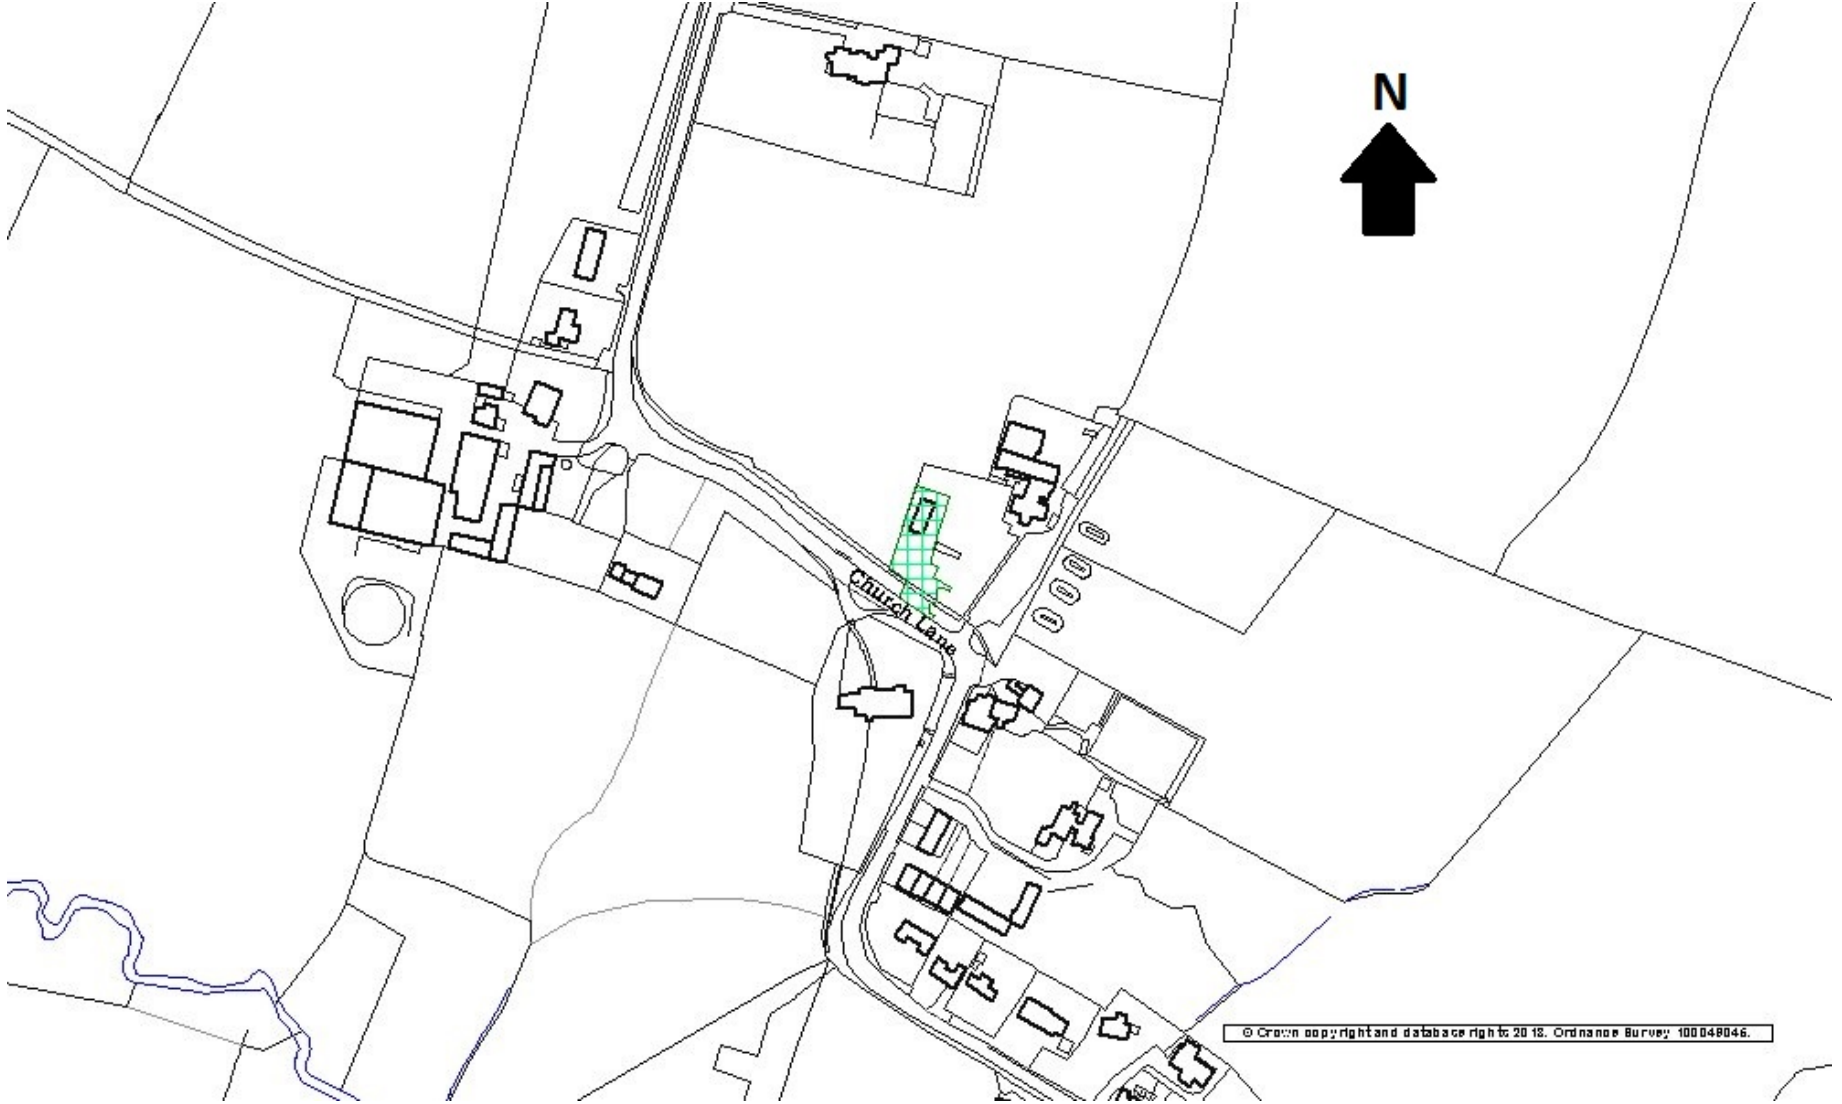 N
Church Lane
© Crown copyright and database rights 2018. Ordnance Survey 100049046.